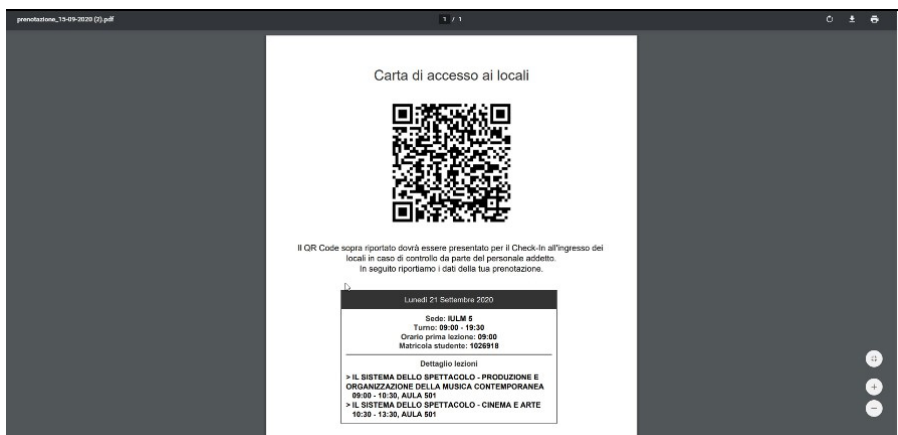 prenotazione_15-09-2020 (2).pdf
1 / 1
Carta di accesso ai locali
Il QR Code sopra riportato dovrà essere presentato per il Check-In all'ingresso dei
locali in caso di controllo da parte del personale addetto.
In seguito riportiamo i dati della tua prenotazione.
Lunedì 21 Settembre 2020
Sede: IULM 5
Turno: 09:00 - 19:30
Orario prima lezione: 09:00
Matricola studente: 1026918
Dettaglio lezioni
> IL SISTEMA DELLO SPETTACOLO - PRODUZIONE E
ORGANIZZAZIONE DELLA MUSICA CONTEMPORANEA
09:00 - 10:30, AULA 501
> IL SISTEMA DELLO SPETTACOLO - CINEMA E ARTE
10:30 - 13:30, AULA 501